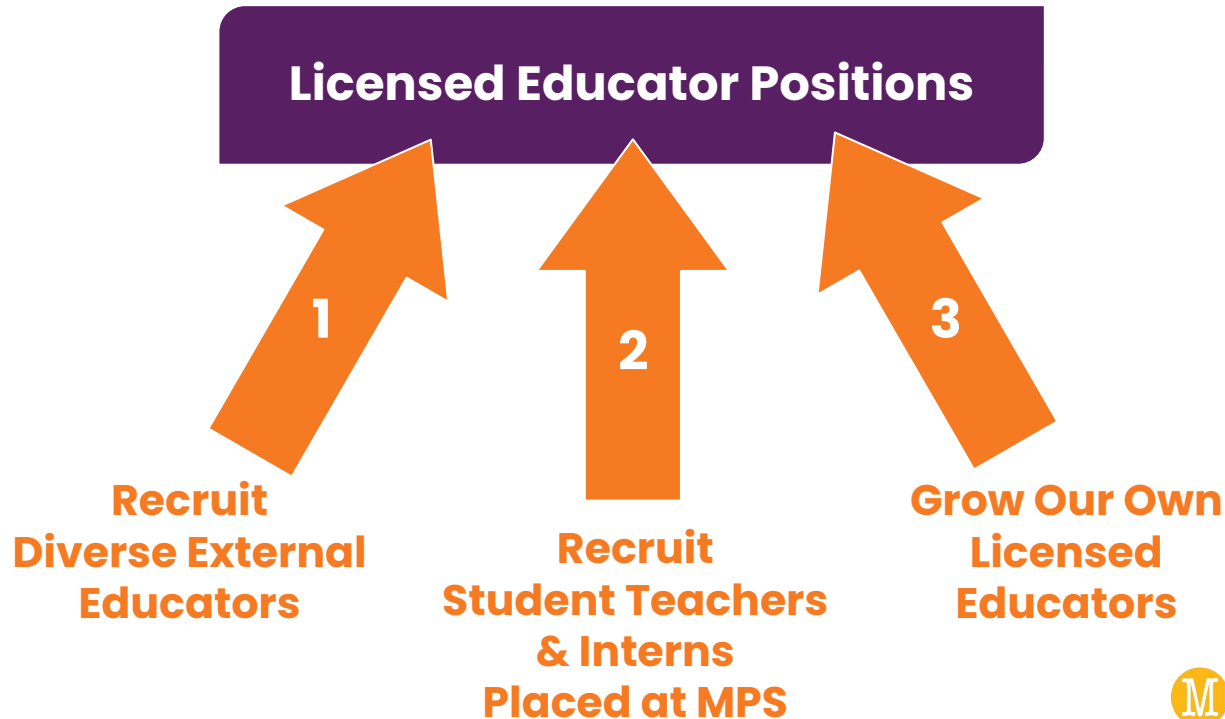 Licensed Educator Positions
1
2
3
Recruit
Diverse External
Educators
Recruit
Student Teachers
& Interns
Placed at MPS
Grow Our Own
Licensed
Educators
M